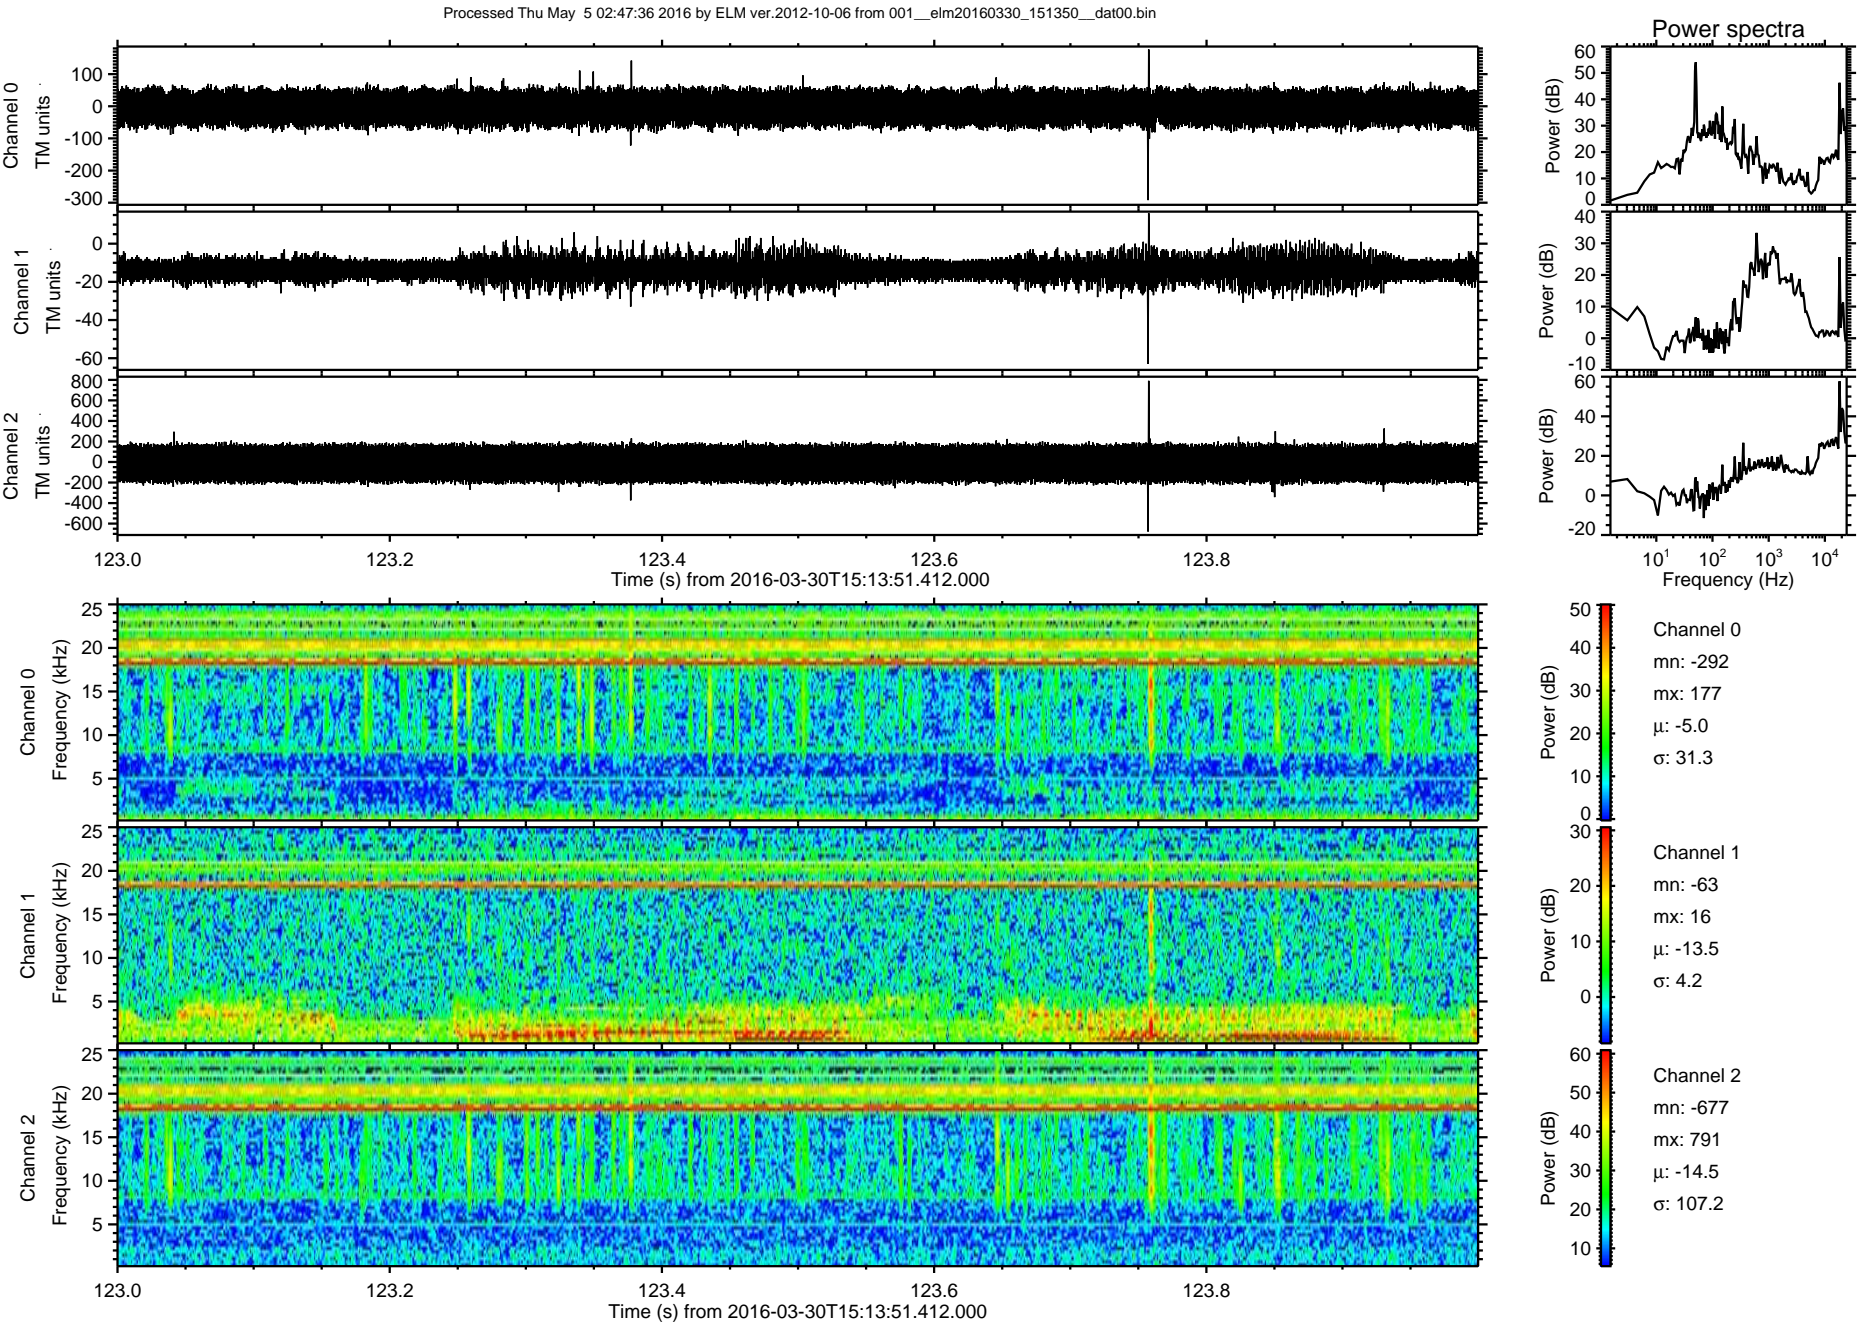 Processed Thu May  5 02:47:36 2016 by ELM ver.2012-10-06 from 001__elm20160330_151350__dat00.bin
Power spectra
Channel 0
TM units
100
0
-100
-200
-300
Power (dB)
60
50
40
30
20
10
0
Channel 1
TM units
0
-20
-40
-60
Power (dB)
40
30
20
10
0
-10
Channel 2
TM units
800
600
400
200
0
-200
-400
-600
Power (dB)
60
40
20
0
-20
123.0 123.2 123.4 123.6 123.8
Time (s) from 2016-03-30T15:13:51.412.000
10^1 10^2 10^3 10^4
Frequency (Hz)
Channel 0
Frequency (kHz)
25
20
15
10
5
Power (dB)
50
40
30
20
10
0
Channel 0
mn: -292
mx: 177
μ: -5.0
σ: 31.3
Channel 1
Frequency (kHz)
25
20
15
10
5
Power (dB)
30
20
10
0
Channel 1
mn: -63
mx: 16
μ: -13.5
σ: 4.2
Channel 2
Frequency (kHz)
25
20
15
10
5
Power (dB)
60
50
40
30
20
10
Channel 2
mn: -677
mx: 791
μ: -14.5
σ: 107.2
123.0 123.2 123.4 123.6 123.8
Time (s) from 2016-03-30T15:13:51.412.000